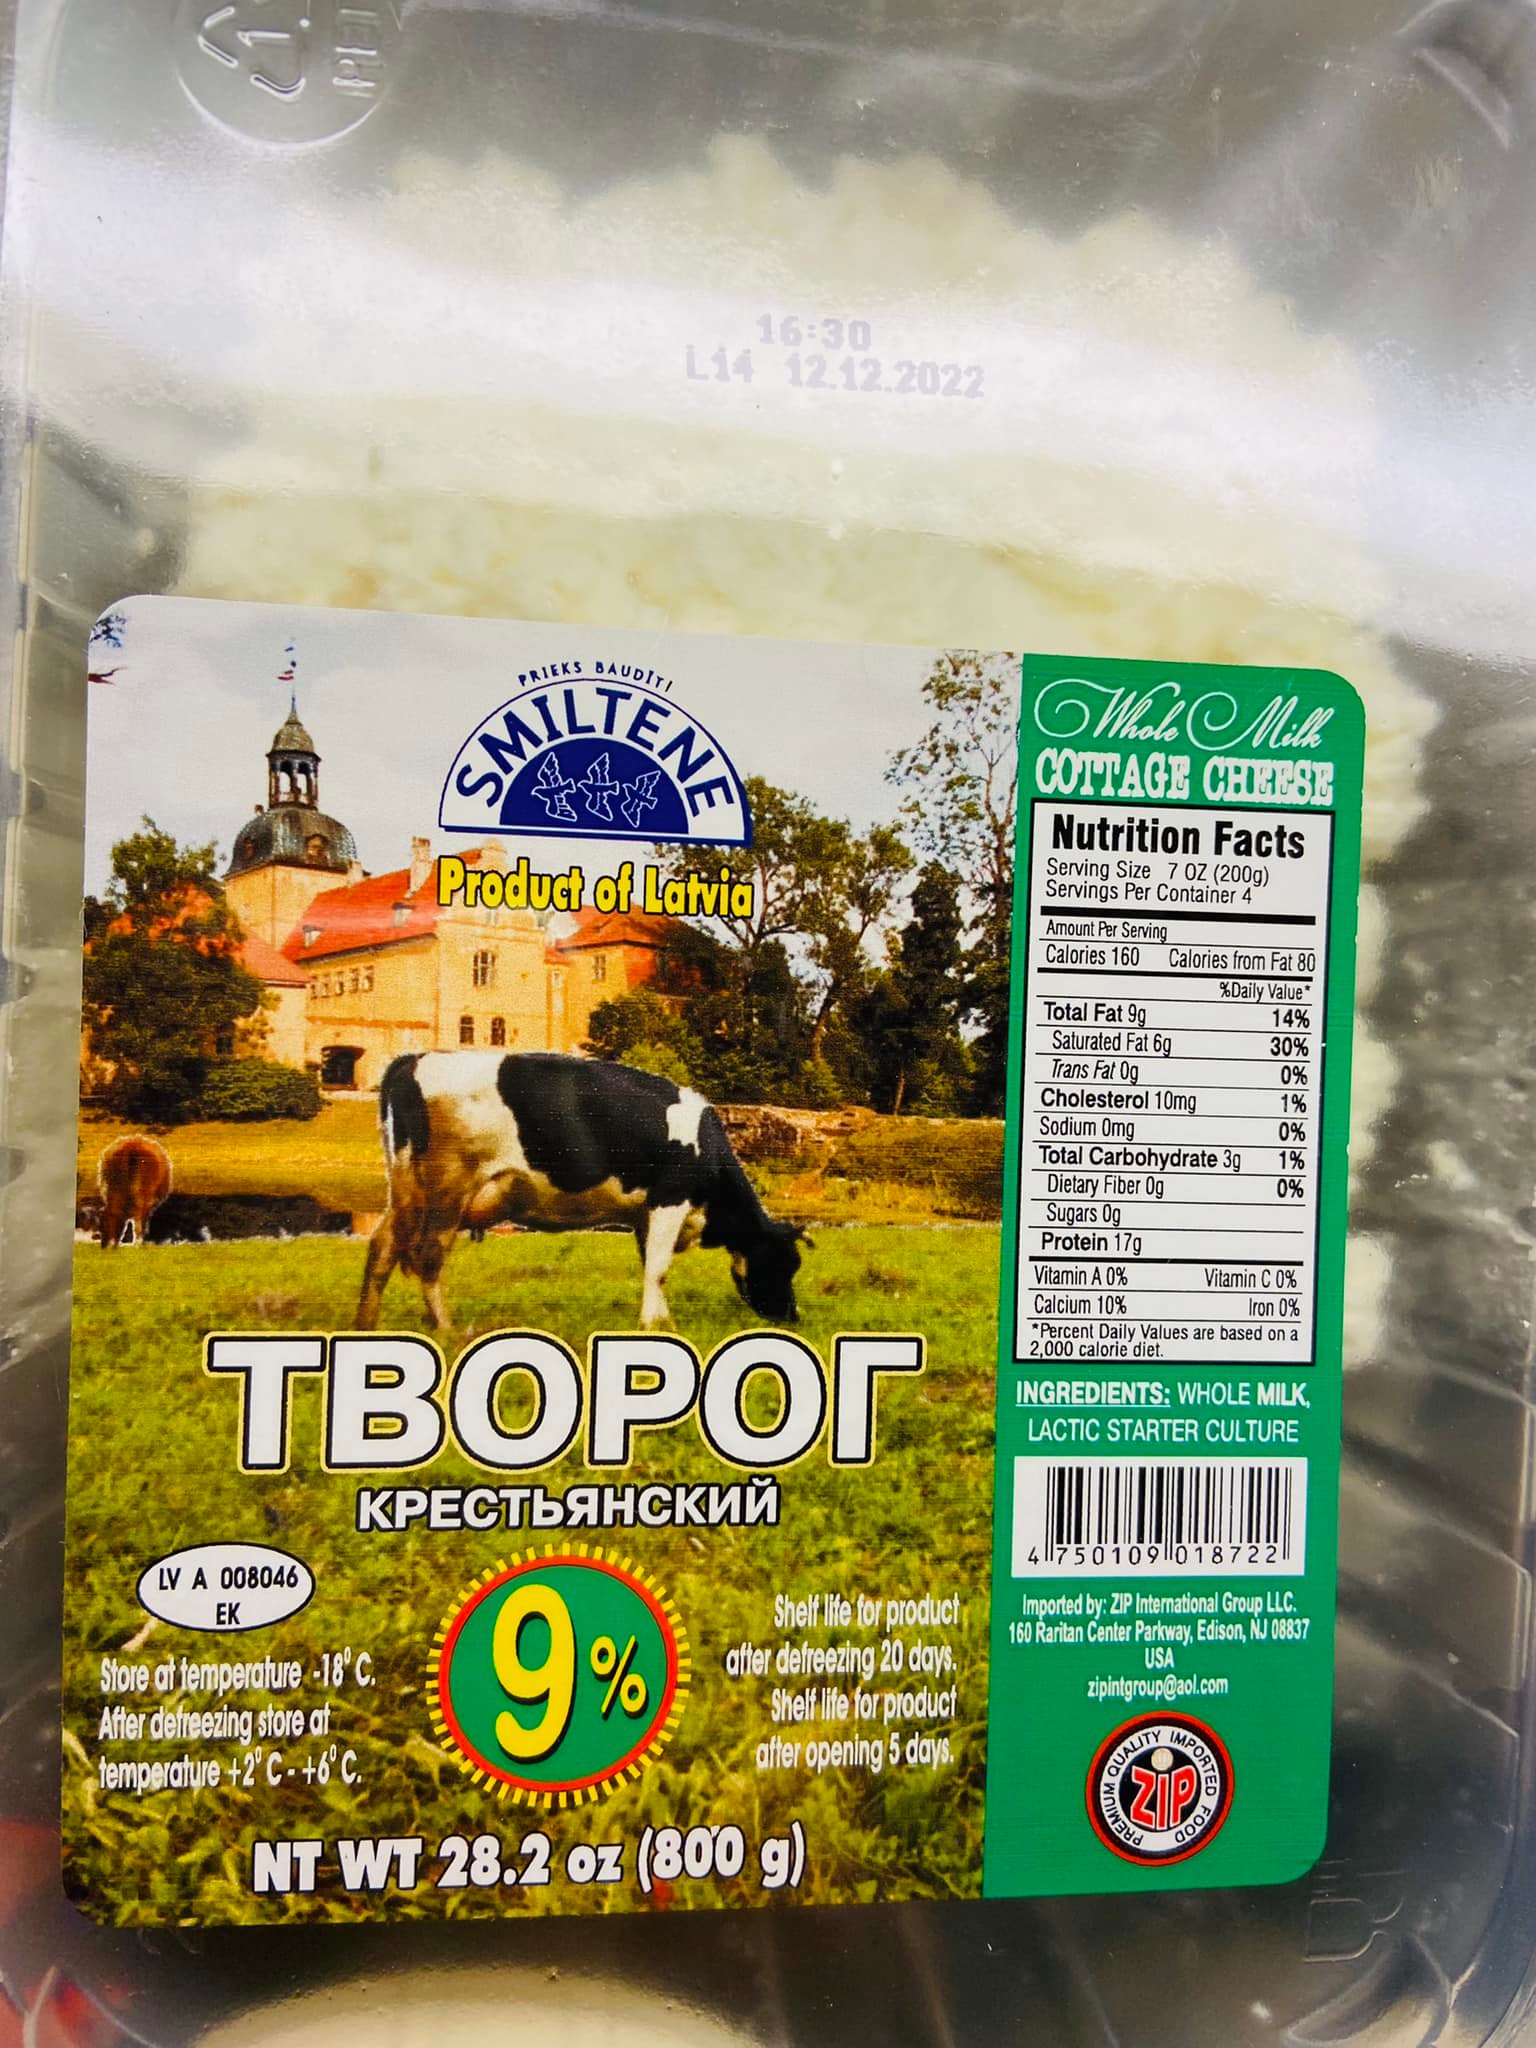 1
PET
16:30
L14 12.12.2022
PRIEKS BAUDĪT!
SMILTENE
Product of Latvia
ТВОРОГ
КРЕСТЬЯНСКИЙ
LV A 008046
EK
Store at temperature -18°C.
After defreezing store at
temperature +2°C - +6°C.
9%
Shelf life for product
after defreezing 20 days.
Shelf life for product
after opening 5 days.
NT WT 28.2 oz (800 g)
Whole Milk
COTTAGE CHEESE
Nutrition Facts
Serving Size 7 OZ (200g)
Servings Per Container 4
Amount Per Serving
Calories 160 Calories from Fat 80
%Daily Value*
Total Fat 9g 14%
Saturated Fat 6g 30%
Trans Fat 0g 0%
Cholesterol 10mg 1%
Sodium 0mg 0%
Total Carbohydrate 3g 1%
Dietary Fiber 0g 0%
Sugars 0g
Protein 17g
Vitamin A 0% Vitamin C 0%
Calcium 10% Iron 0%
*Percent Daily Values are based on a
2,000 calorie diet.
INGREDIENTS: WHOLE MILK,
LACTIC STARTER CULTURE
4 750109 018722
Imported by: ZIP International Group LLC.
160 Raritan Center Parkway, Edison, NJ 08837
USA
zipintgroup@aol.com
PREMIUM QUALITY IMPORTED FOOD
ZIP